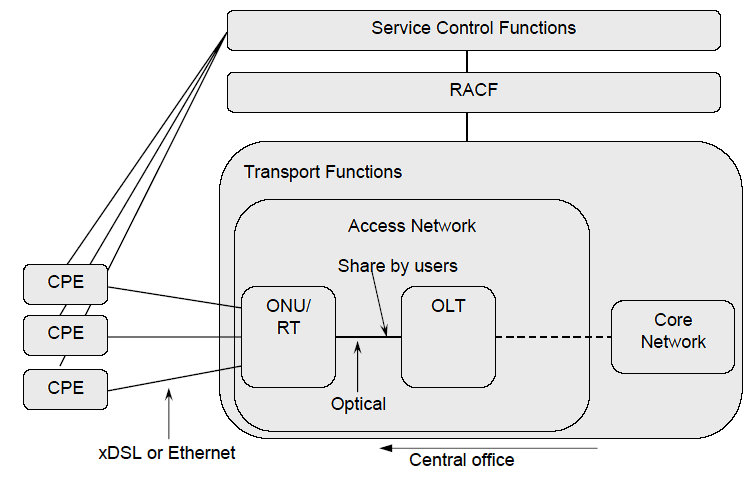 Service Control Functions
RACF
Transport Functions
Access Network
Share by users
CPE
ONU/
RT
OLT
Core
Network
CPE
CPE
Optical
xDSL or Ethernet
Central office